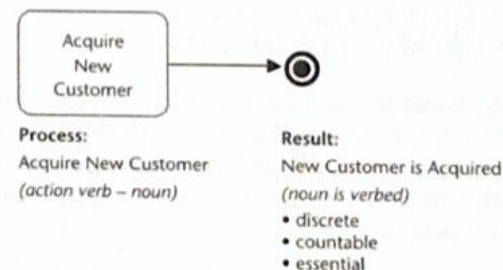 Acquire
New
Customer
Process:
Acquire New Customer
(action verb – noun)
Result:
New Customer is Acquired
(noun is verbed)
• discrete
• countable
• essential